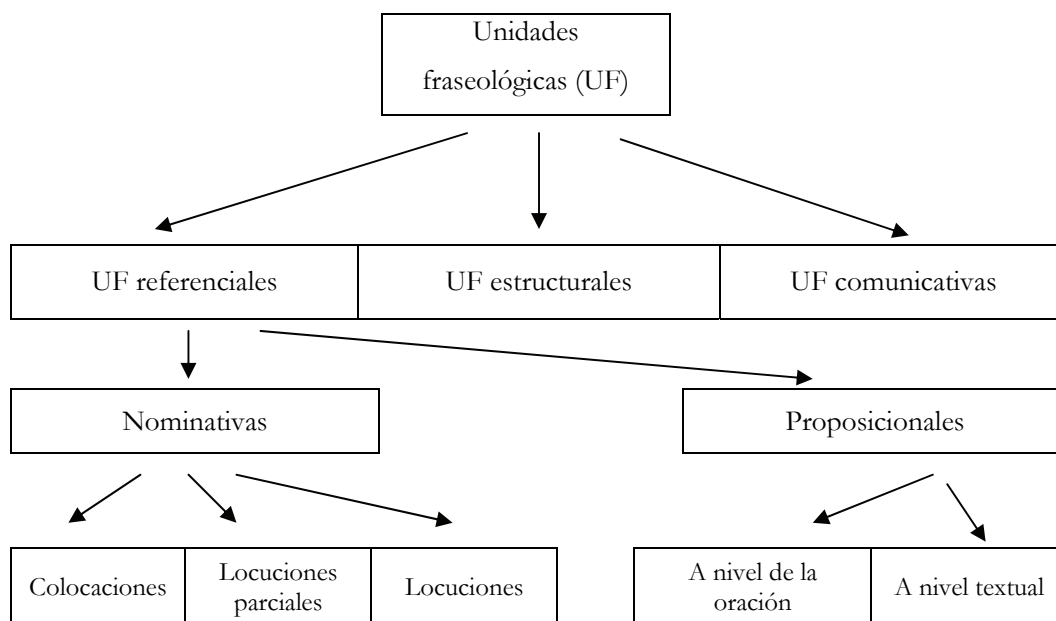 Unidades
fraseológicas (UF)
UF referenciales
UF estructurales
UF comunicativas
Nominativas
Proposicionales
Colocaciones
Locuciones
parciales
Locuciones
A nivel de la
oración
A nivel textual